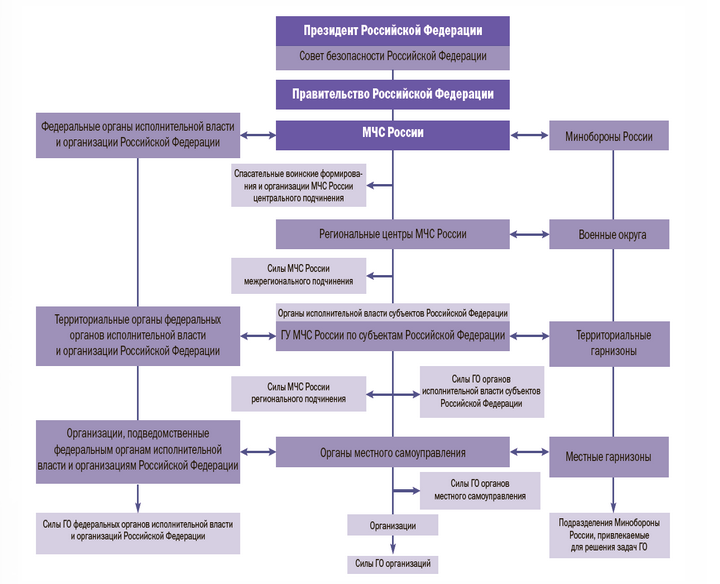 Президент Российской Федерации
Совет безопасности Российской Федерации
Правительство Российской Федерации
Федеральные органы исполнительной власти
и организации Российской Федерации
МЧС России
Минобороны России
Спасательные воинские формирова-
ния и организации МЧС России
центрального подчинения
Региональные центры МЧС России
Военные округа
Силы МЧС России
межрегионального подчинения
Территориальные органы федеральных
органов исполнительной власти
и организации Российской Федерации
Органы исполнительной власти субъектов Российской Федерации
ГУ МЧС России по субъектам Российской Федерации
Территориальные
гарнизоны
Силы МЧС России
регионального подчинения
Силы ГО органов
исполнительной власти субъектов
Российской Федерации
Организации, подведомственные
федеральным органам исполнительной
власти и организациям Российской Федерации
Органы местного самоуправления
Местные гарнизоны
Силы ГО органов
местного самоуправления
Силы ГО федеральных органов исполнительной власти
и организаций Российской Федерации
Организации
Силы ГО организаций
Подразделения Минобороны
России, привлекаемые
для решения задач ГО